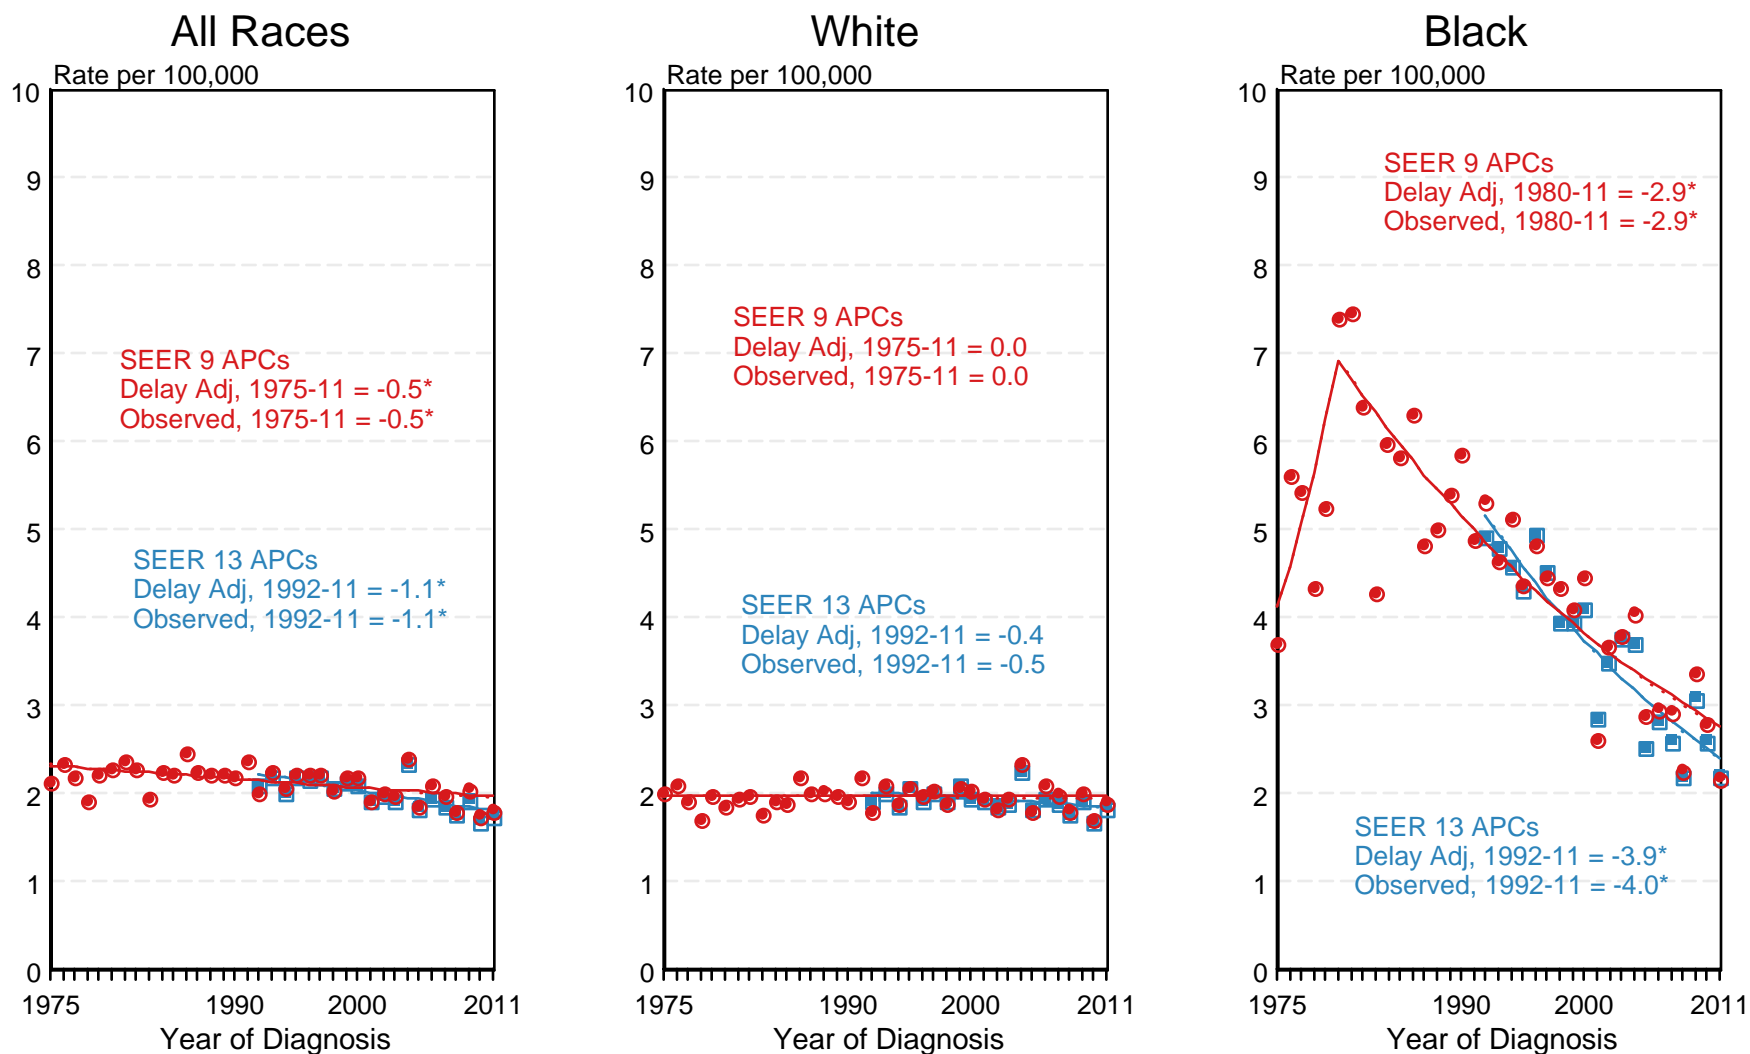 All Races
Rate per 100,000
10
9
8
7
6
5
4
3
2
1
0
SEER 9 APCs
Delay Adj, 1975-11 = -0.5*
Observed, 1975-11 = -0.5*
SEER 13 APCs
Delay Adj, 1992-11 = -1.1*
Observed, 1992-11 = -1.1*
1975 1990 2000 2011
Year of Diagnosis
White
Rate per 100,000
10
9
8
7
6
5
4
3
2
1
0
SEER 9 APCs
Delay Adj, 1975-11 = 0.0
Observed, 1975-11 = 0.0
SEER 13 APCs
Delay Adj, 1992-11 = -0.4
Observed, 1992-11 = -0.5
1975 1990 2000 2011
Year of Diagnosis
Black
Rate per 100,000
10
9
8
7
6
5
4
3
2
1
0
SEER 9 APCs
Delay Adj, 1980-11 = -2.9*
Observed, 1980-11 = -2.9*
SEER 13 APCs
Delay Adj, 1992-11 = -3.9*
Observed, 1992-11 = -4.0*
1975 1990 2000 2011
Year of Diagnosis